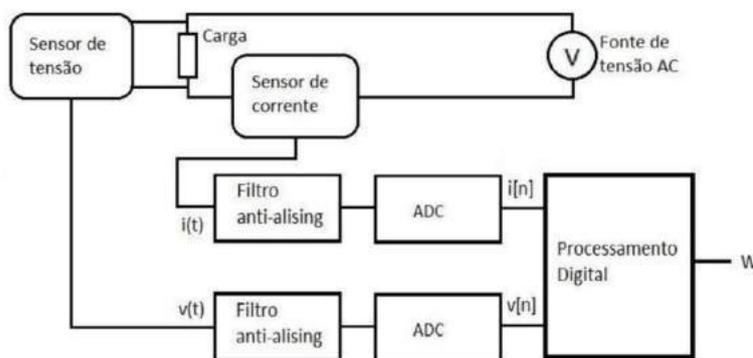 Sensor de
tensão
Carga
Sensor de
corrente
V
Fonte de
tensão AC
i(t)
Filtro
anti-alising
ADC
i[n]
Processamento
Digital
W
v(t)
Filtro
anti-alising
ADC
v[n]